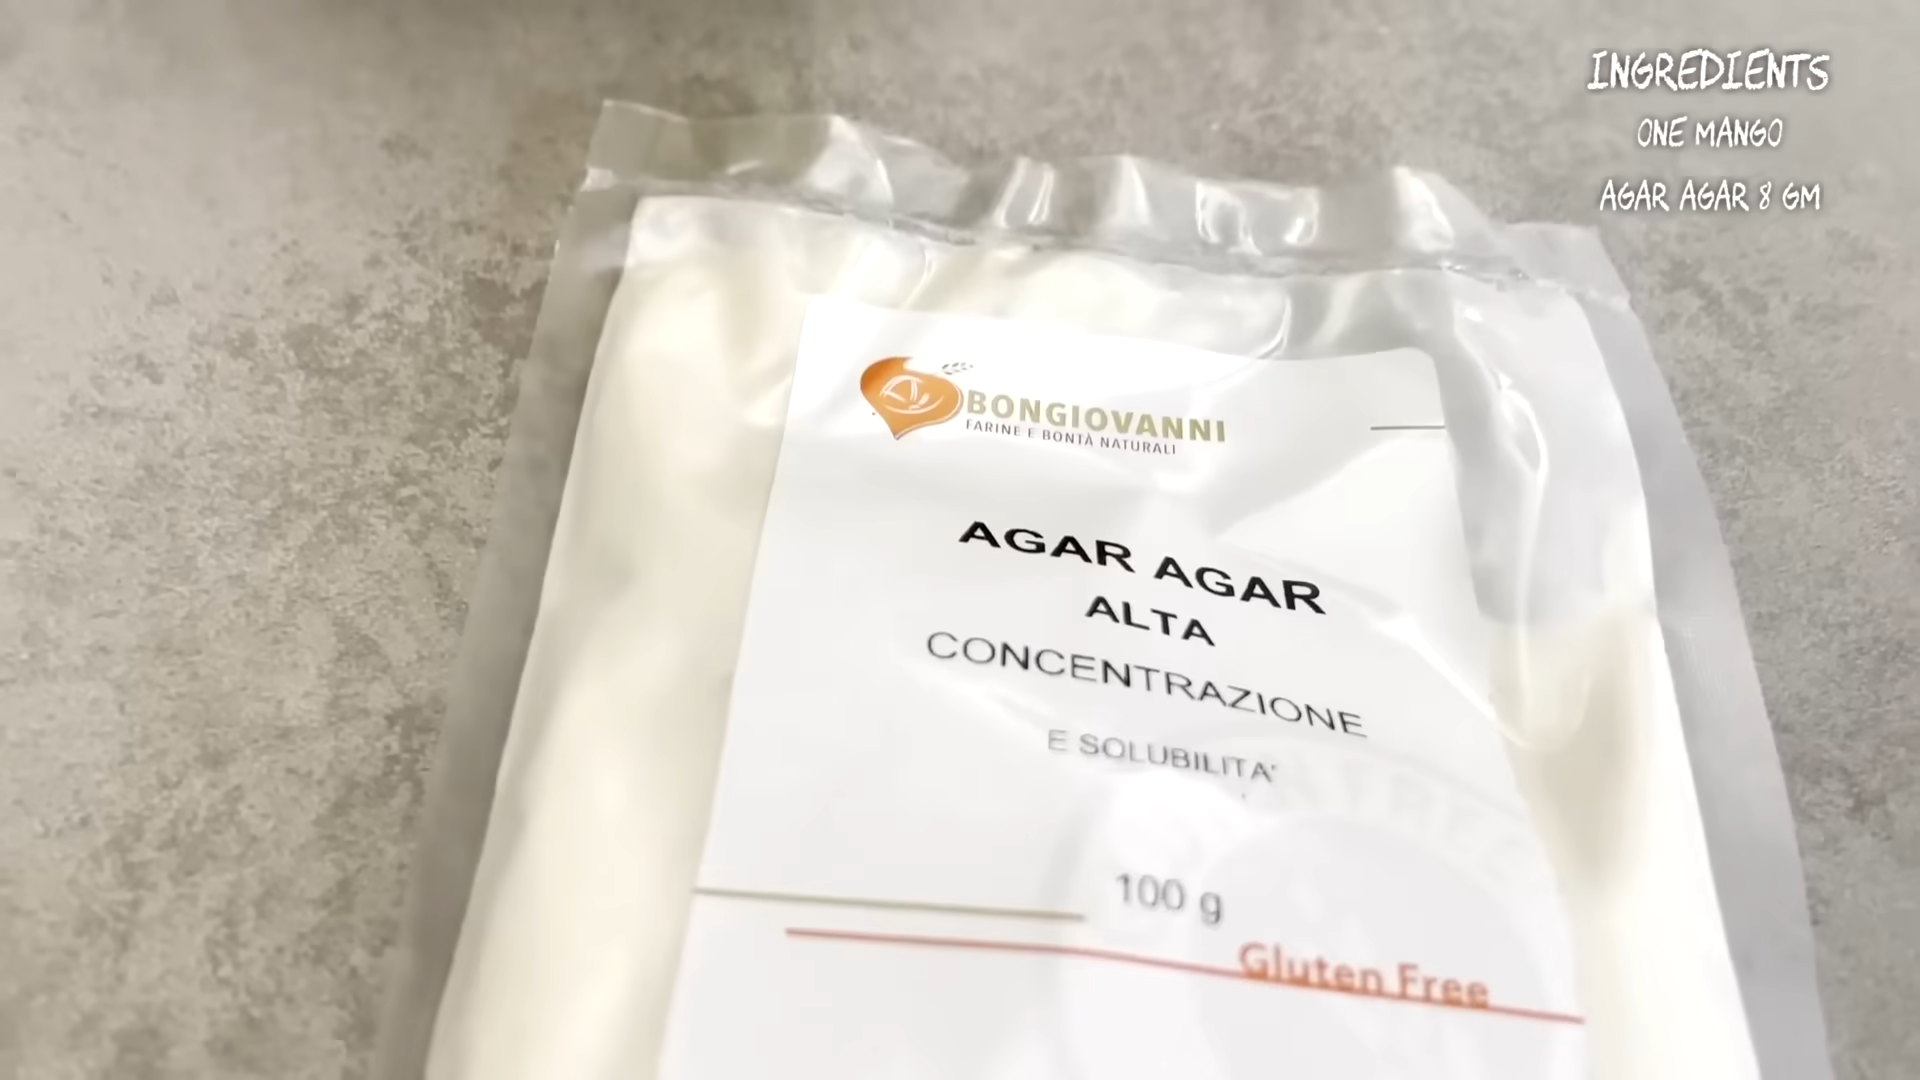 INGREDIENTS
ONE MANGO
AGAR AGAR 8 GM
BONGIOVANNI
FARINE E BONTÀ NATURALI
AGAR AGAR
ALTA
CONCENTRAZIONE
E SOLUBILITA'
100 g
Gluten Free